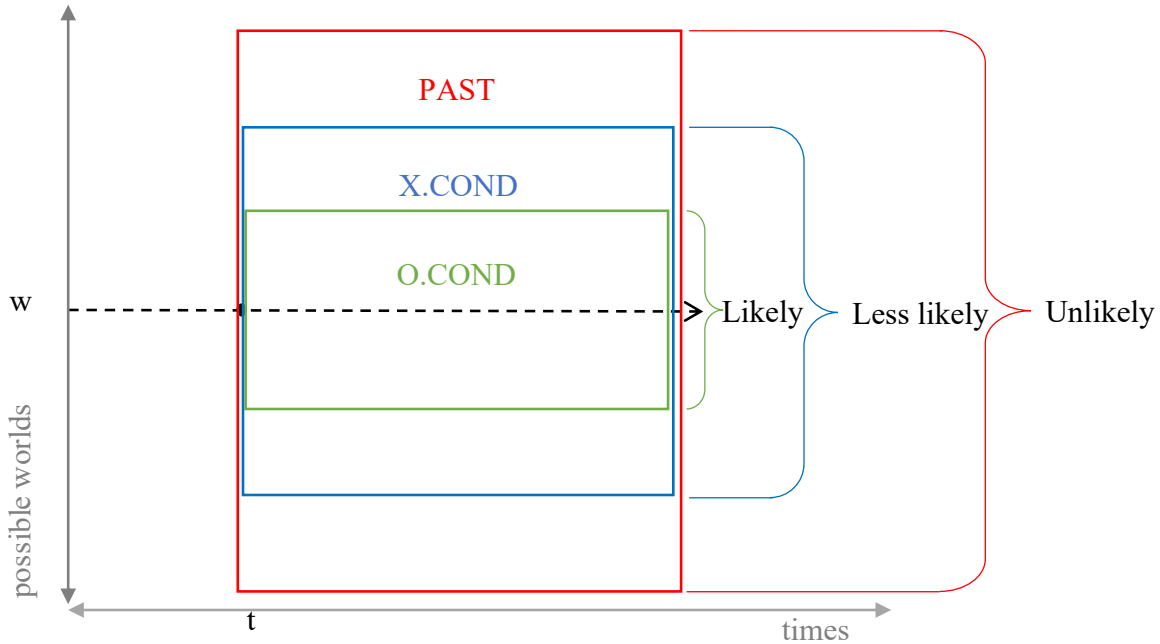 PAST
X.COND
O.COND
w
Likely
Less likely
Unlikely
possible worlds
t
times